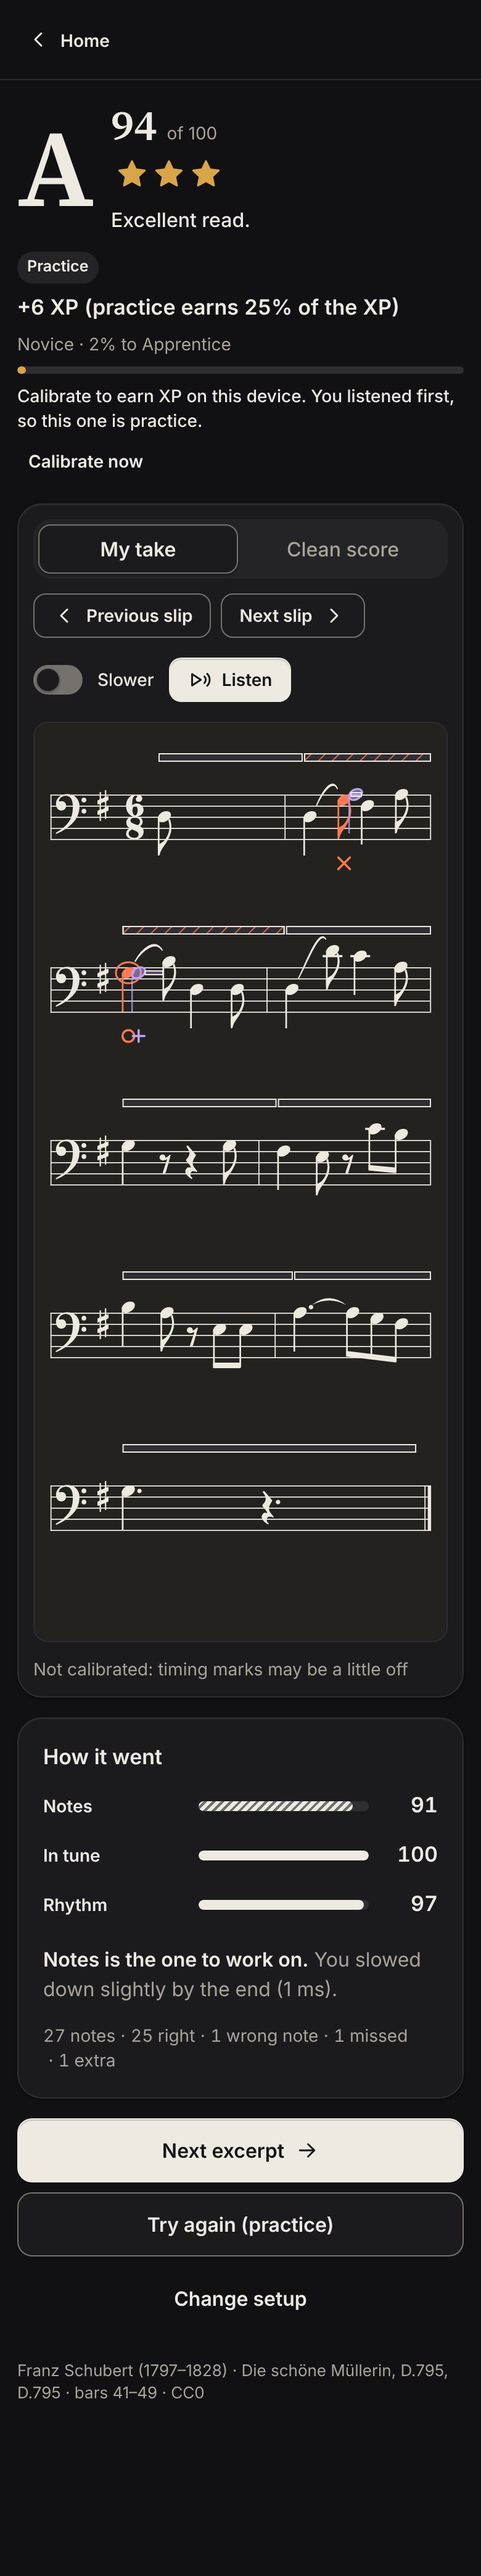 Home
A
94 of 100
Excellent read.
Practice
+6 XP (practice earns 25% of the XP)
Novice · 2% to Apprentice
Calibrate to earn XP on this device. You listened first,
so this one is practice.
Calibrate now
My take
Clean score
Previous slip
Next slip
Slower
Listen
6
8
Not calibrated: timing marks may be a little off
How it went
Notes 91
In tune 100
Rhythm 97
Notes is the one to work on. You slowed
down slightly by the end (1 ms).
27 notes · 25 right · 1 wrong note · 1 missed
· 1 extra
Next excerpt →
Try again (practice)
Change setup
Franz Schubert (1797–1828) · Die schöne Müllerin, D.795,
D.795 · bars 41–49 · CC0